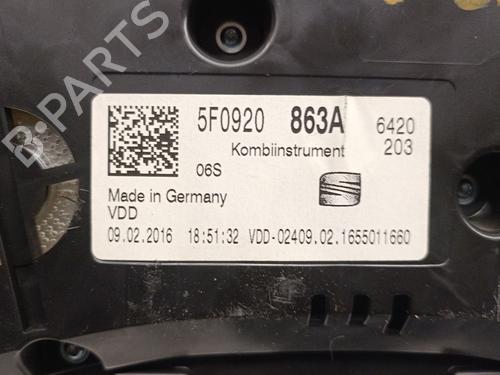 B-PARTS
5F0920 863A 6420
Kombiinstrument 203
06S
Made in Germany
VDD
09.02.2016 18:51:32 VDD-02409.02.1655011660